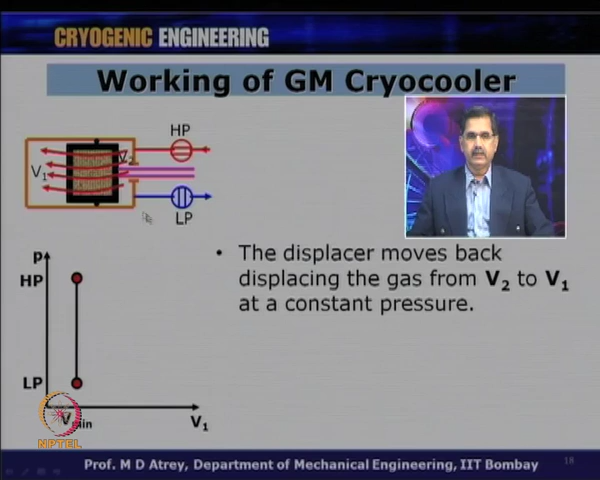 CRYOGENIC ENGINEERING
Working of GM Cryocooler
HP
V2
V1
LP
• The displacer moves back
displacing the gas from V2 to V1
at a constant pressure.
p
HP
LP
V1
NPTEL
Prof. M D Atrey, Department of Mechanical Engineering, IIT Bombay
18